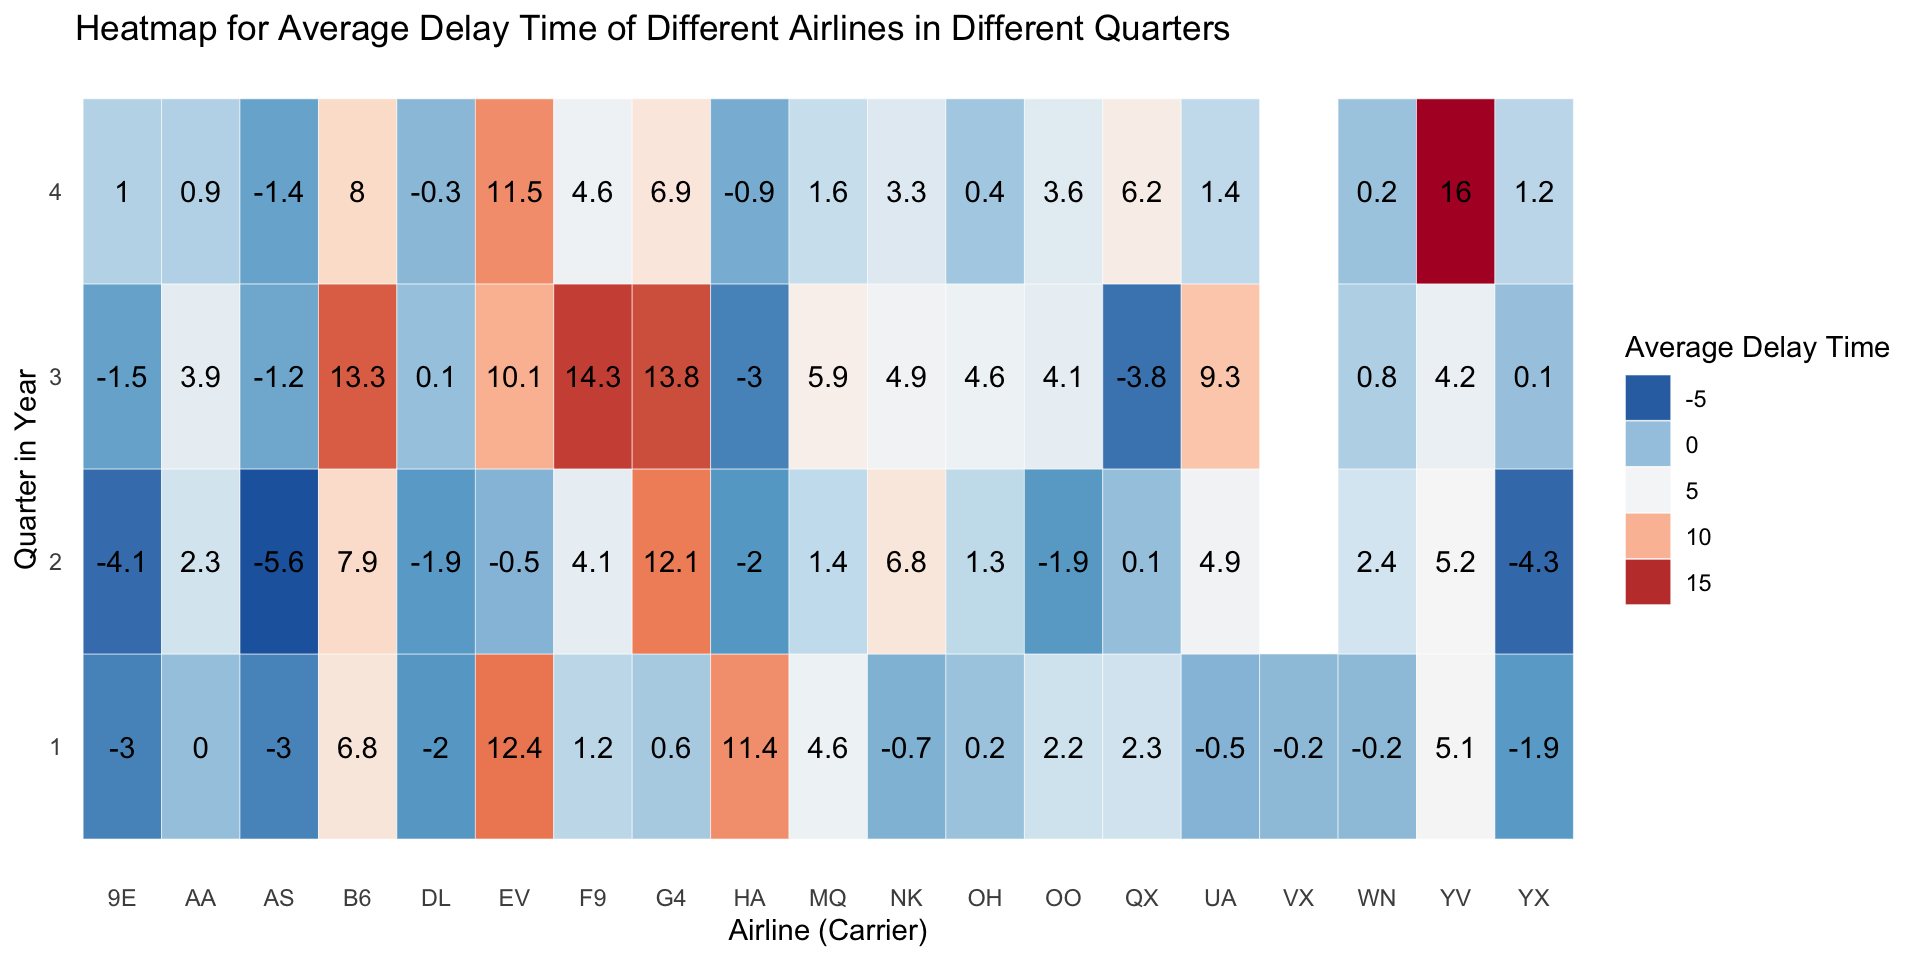 Heatmap for Average Delay Time of Different Airlines in Different Quarters
Quarter in Year
4 1 0.9 -1.4 8 -0.3 11.5 4.6 6.9 -0.9 1.6 3.3 0.4 3.6 6.2 1.4 0.2 16 1.2
3 -1.5 3.9 -1.2 13.3 0.1 10.1 14.3 13.8 -3 5.9 4.9 4.6 4.1 -3.8 9.3 0.8 4.2 0.1
2 -4.1 2.3 -5.6 7.9 -1.9 -0.5 4.1 12.1 -2 1.4 6.8 1.3 -1.9 0.1 4.9 2.4 5.2 -4.3
1 -3 0 -3 6.8 -2 12.4 1.2 0.6 11.4 4.6 -0.7 0.2 2.2 2.3 -0.5 -0.2 -0.2 5.1 -1.9
9E AA AS B6 DL EV F9 G4 HA MQ NK OH OO QX UA VX WN YV YX
Airline (Carrier)
Average Delay Time
-5
0
5
10
15